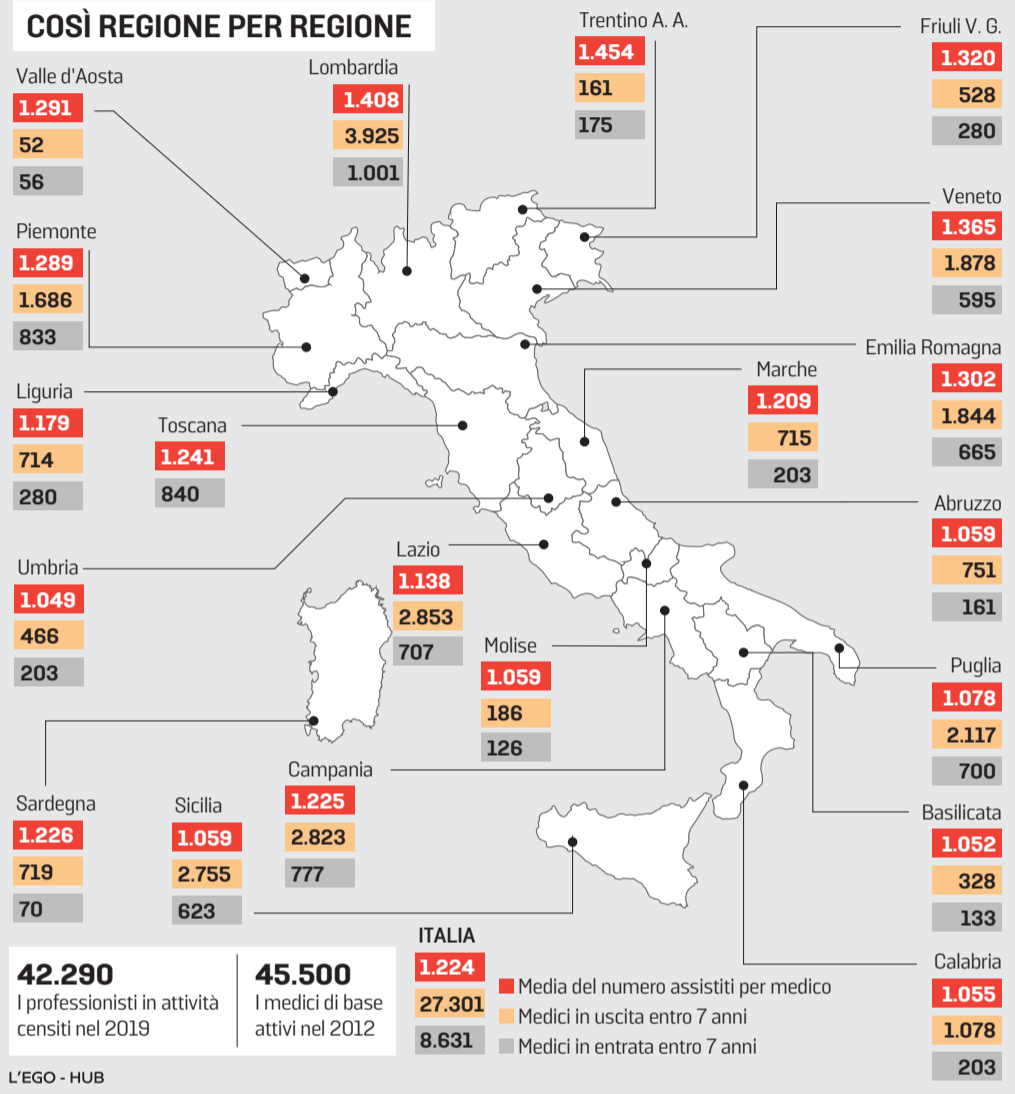 COSÌ REGIONE PER REGIONE
Valle d'Aosta
1.291
52
56
Lombardia
1.408
3.925
1.001
Trentino A. A.
1.454
161
175
Friuli V. G.
1.320
528
280
Piemonte
1.289
1.686
833
Veneto
1.365
1.878
595
Liguria
1.179
714
280
Toscana
1.241
840
Marche
1.209
715
203
Emilia Romagna
1.302
1.844
665
Umbria
1.049
466
203
Lazio
1.138
2.853
707
Abruzzo
1.059
751
161
Molise
1.059
186
126
Puglia
1.078
2.117
700
Sardegna
1.226
719
70
Sicilia
1.059
2.755
623
Campania
1.225
2.823
777
Basilicata
1.052
328
133
Calabria
1.055
1.078
203
42.290
I professionisti in attività
censiti nel 2019
45.500
I medici di base
attivi nel 2012
ITALIA
1.224
27.301
8.631
Media del numero assistiti per medico
Medici in uscita entro 7 anni
Medici in entrata entro 7 anni
L'EGO - HUB